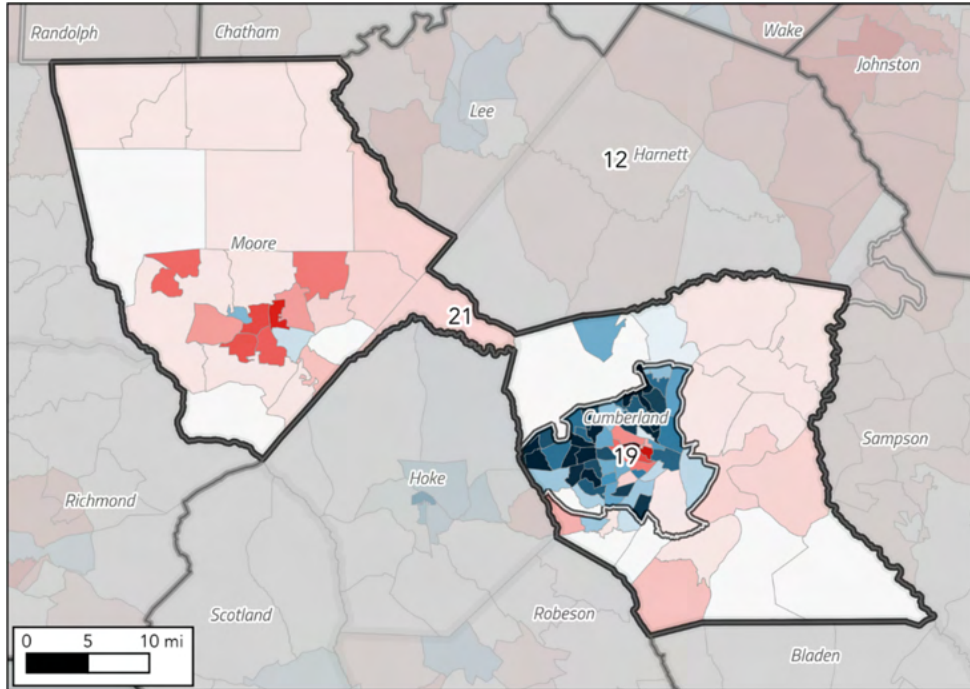 Randolph
Chatham
Wake
Johnston
Lee
12
Harnett
Moore
21
Cumberland
19
Sampson
Hoke
Richmond
Scotland
Robeson
0 5 10 mi
Bladen